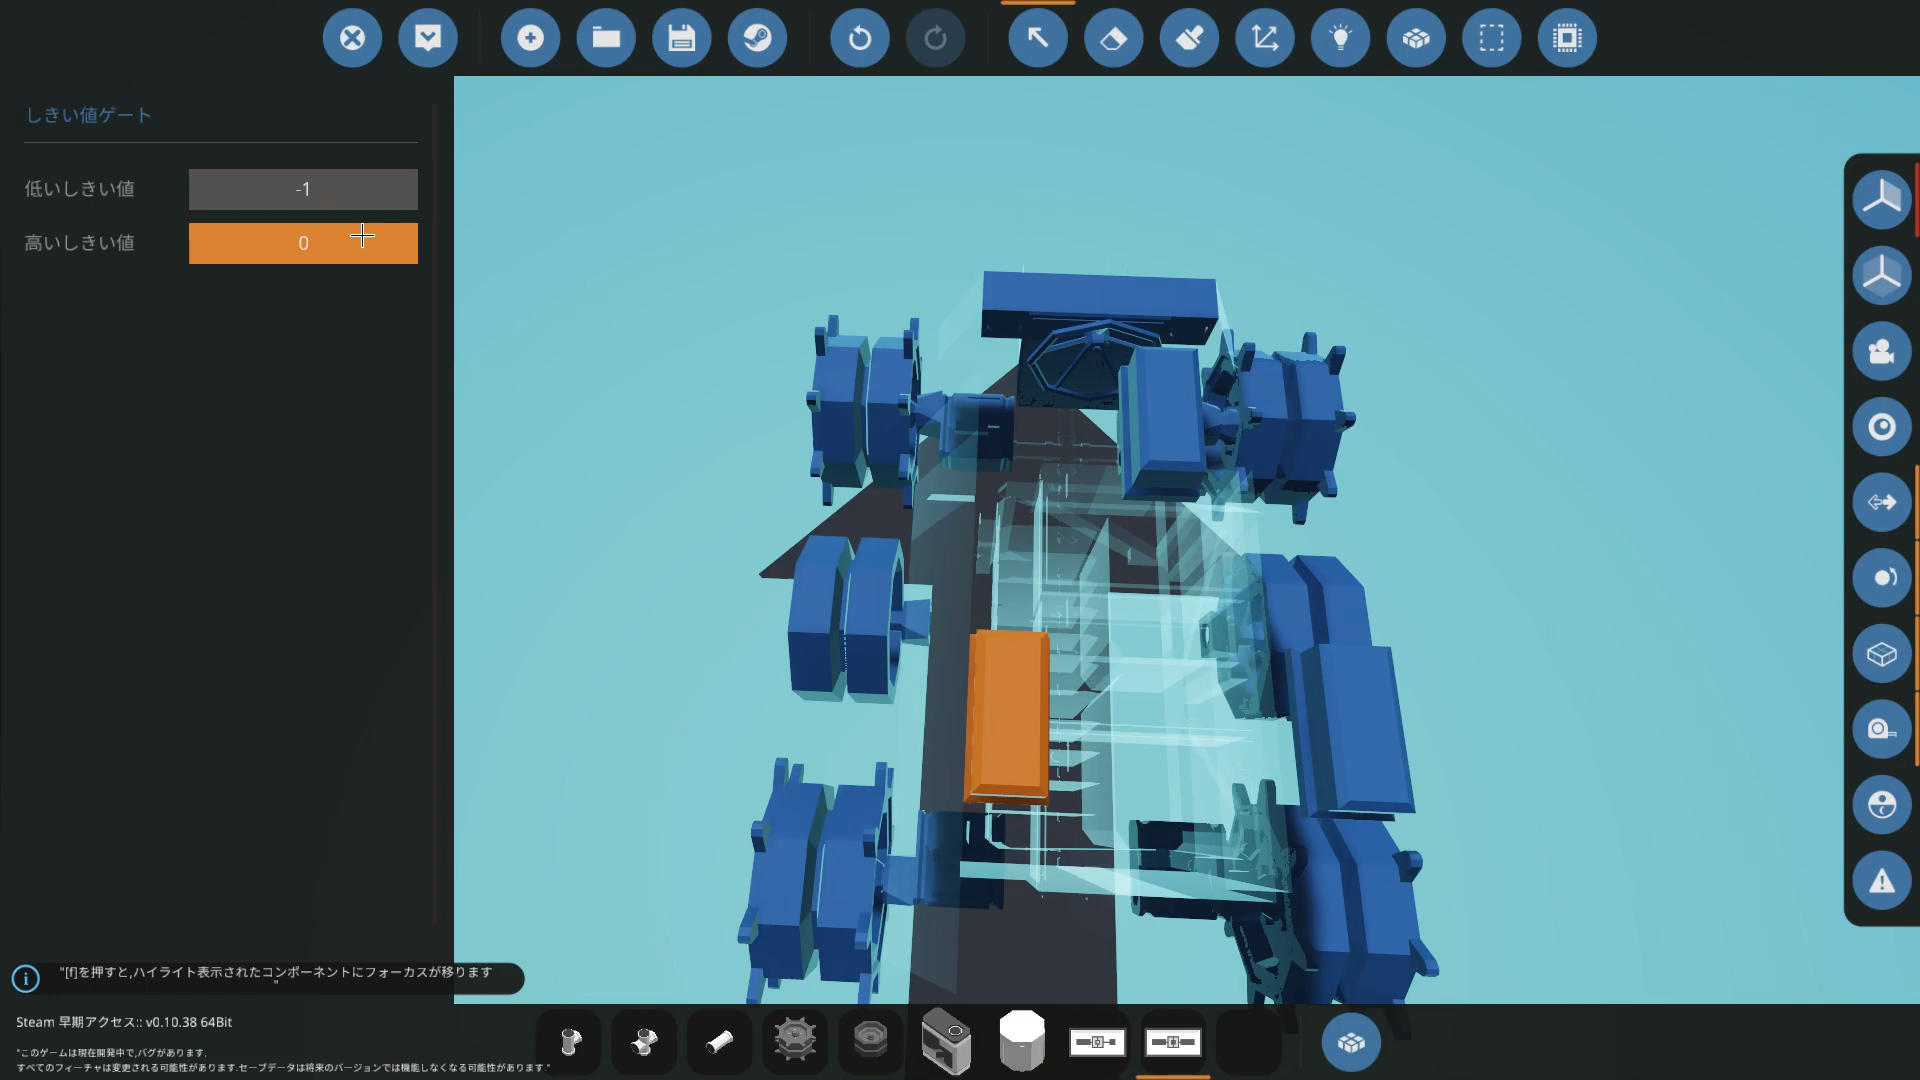 しきい値ゲート
低いしきい値
-1
高いしきい値
0
"[f]を押すと,ハイライト表示されたコンポーネントにフォーカスが移ります
"
Steam 早期アクセス:: v0.10.38 64Bit
"このゲームは現在開発中で,バグがあります.
すべてのフィーチャは変更される可能性があります.セーブデータは将来のバージョンでは機能しなくなる可能性があります."